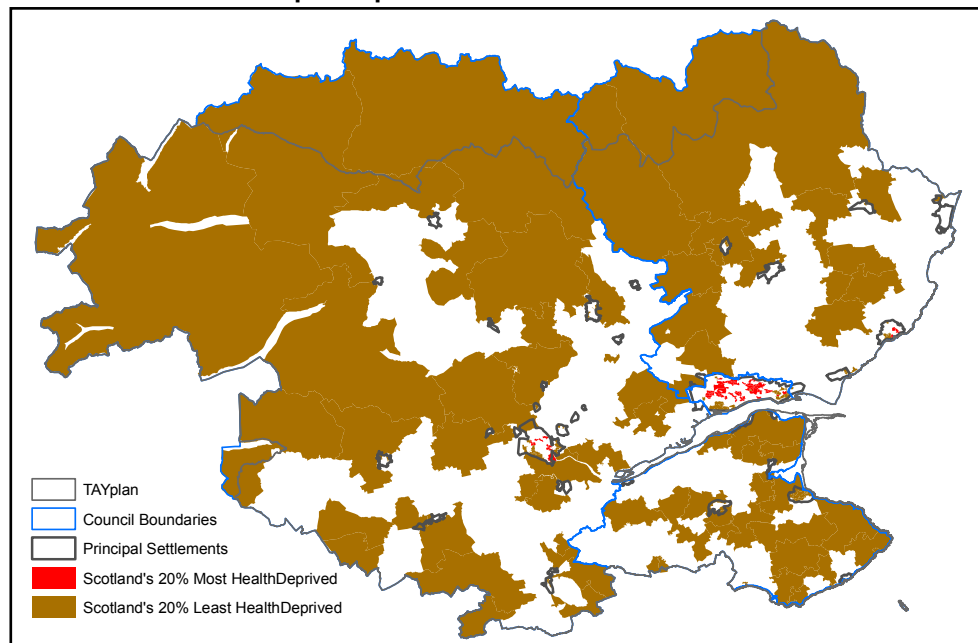 TAYplan
Council Boundaries
Principal Settlements
Scotland's 20% Most HealthDeprived
Scotland's 20% Least HealthDeprived